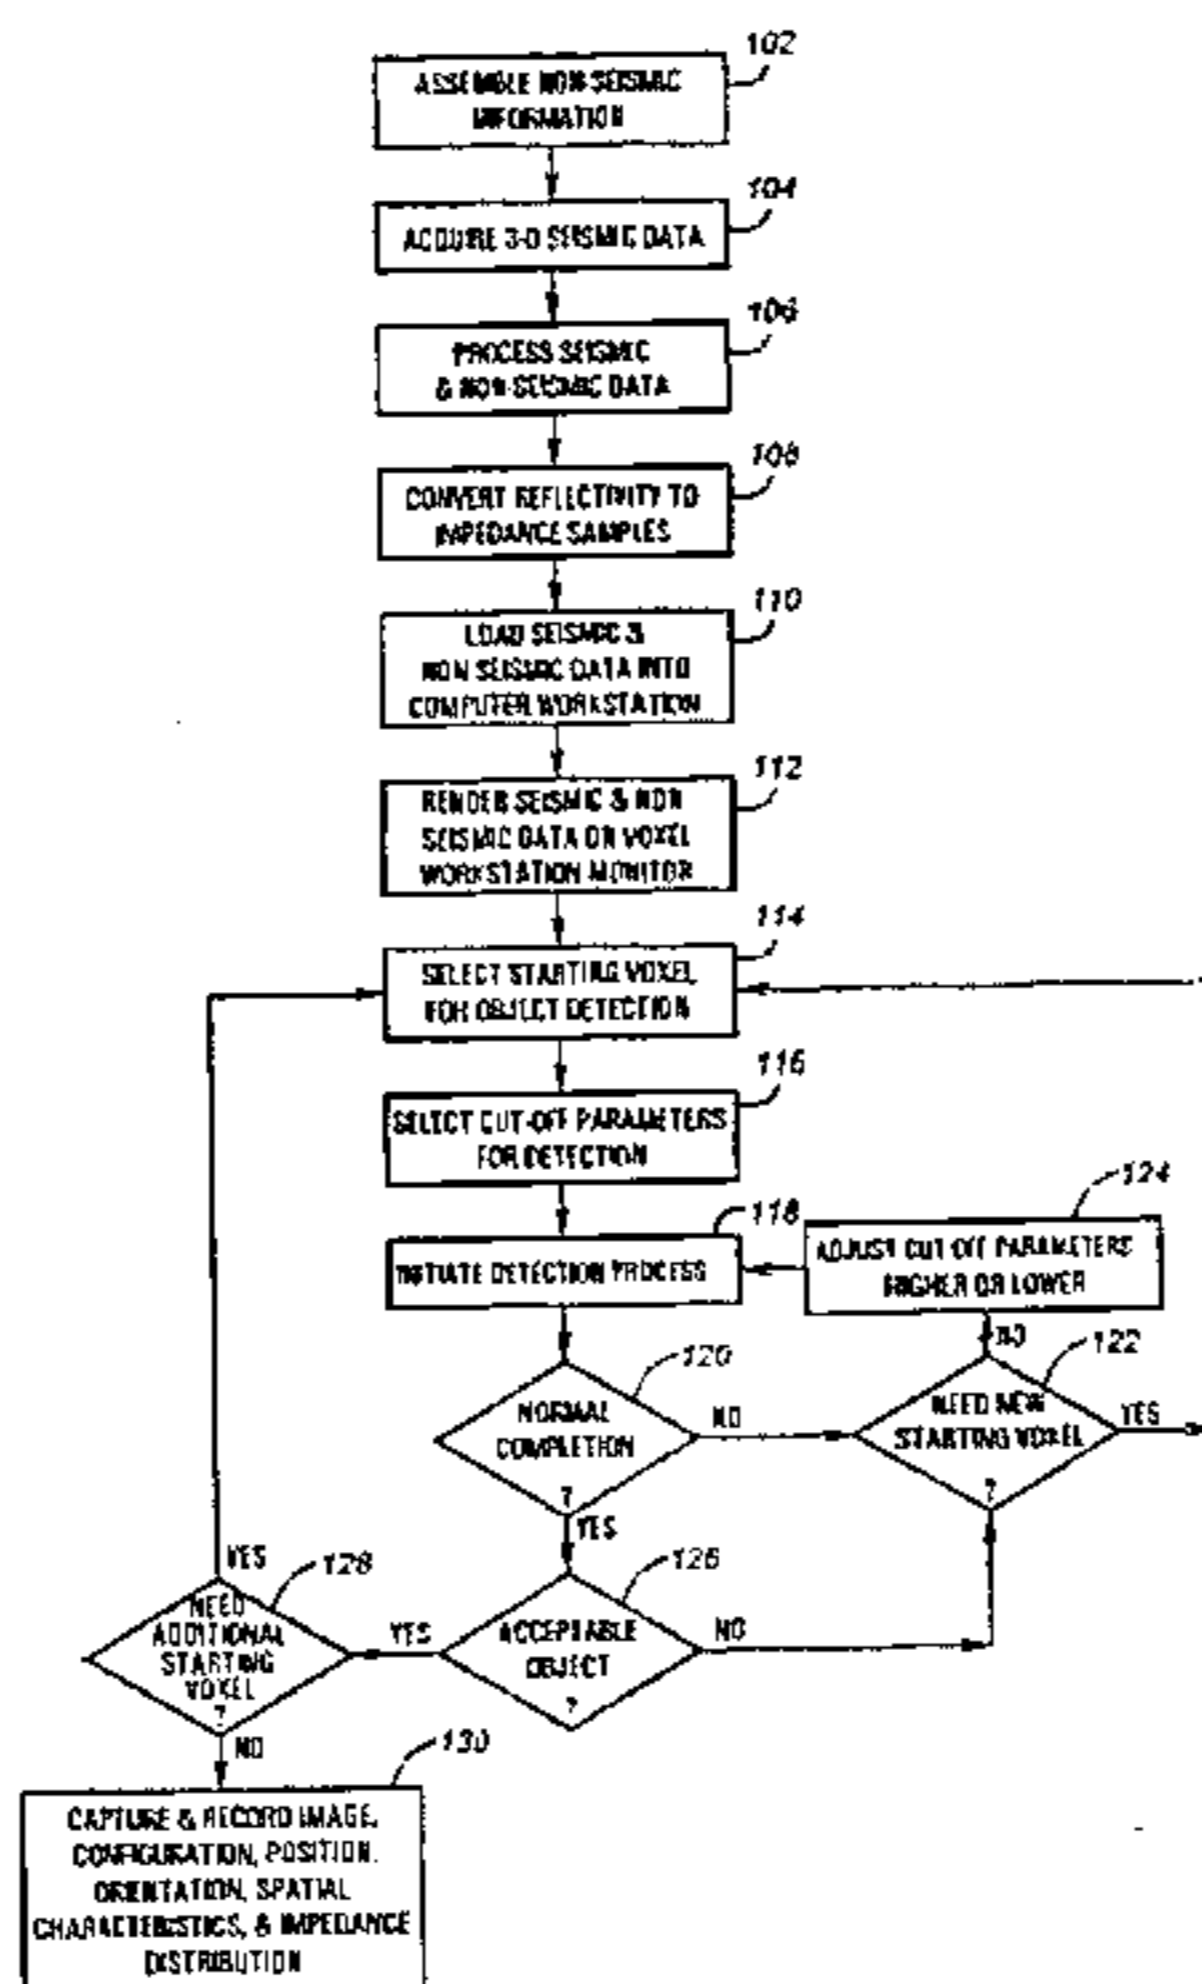 102
ASSEMBLE NON-SEISMIC
INFORMATION
104
ACQUIRE 3-D SEISMIC DATA
106
PROCESS SEISMIC
& NON-SEISMIC DATA
108
CONVERT REFLECTIVITY TO
IMPEDANCE SAMPLES
110
LOAD SEISMIC &
NON SEISMIC DATA INTO
COMPUTER WORKSTATION
112
RENDER SEISMIC & NON
SEISMIC DATA ON VOXEL
WORKSTATION MONITOR
114
SELECT STARTING VOXEL
FOR OBJECT DETECTION
116
SELECT CUT-OFF PARAMETERS
FOR DETECTION
118
INITIATE DETECTION PROCESS
124
ADJUST CUT-OFF PARAMETERS
HIGHER OR LOWER
NO
120
NORMAL
COMPLETION
?
NO
122
NEED NEW
STARTING VOXEL
?
YES
YES
126
ACCEPTABLE
OBJECT
?
NO
YES
YES
128
NEED
ADDITIONAL
STARTING
VOXEL
?
NO
130
CAPTURE & RECORD IMAGE,
CONFIGURATION, POSITION,
ORIENTATION, SPATIAL
CHARACTERISTICS, & IMPEDANCE
DISTRIBUTION